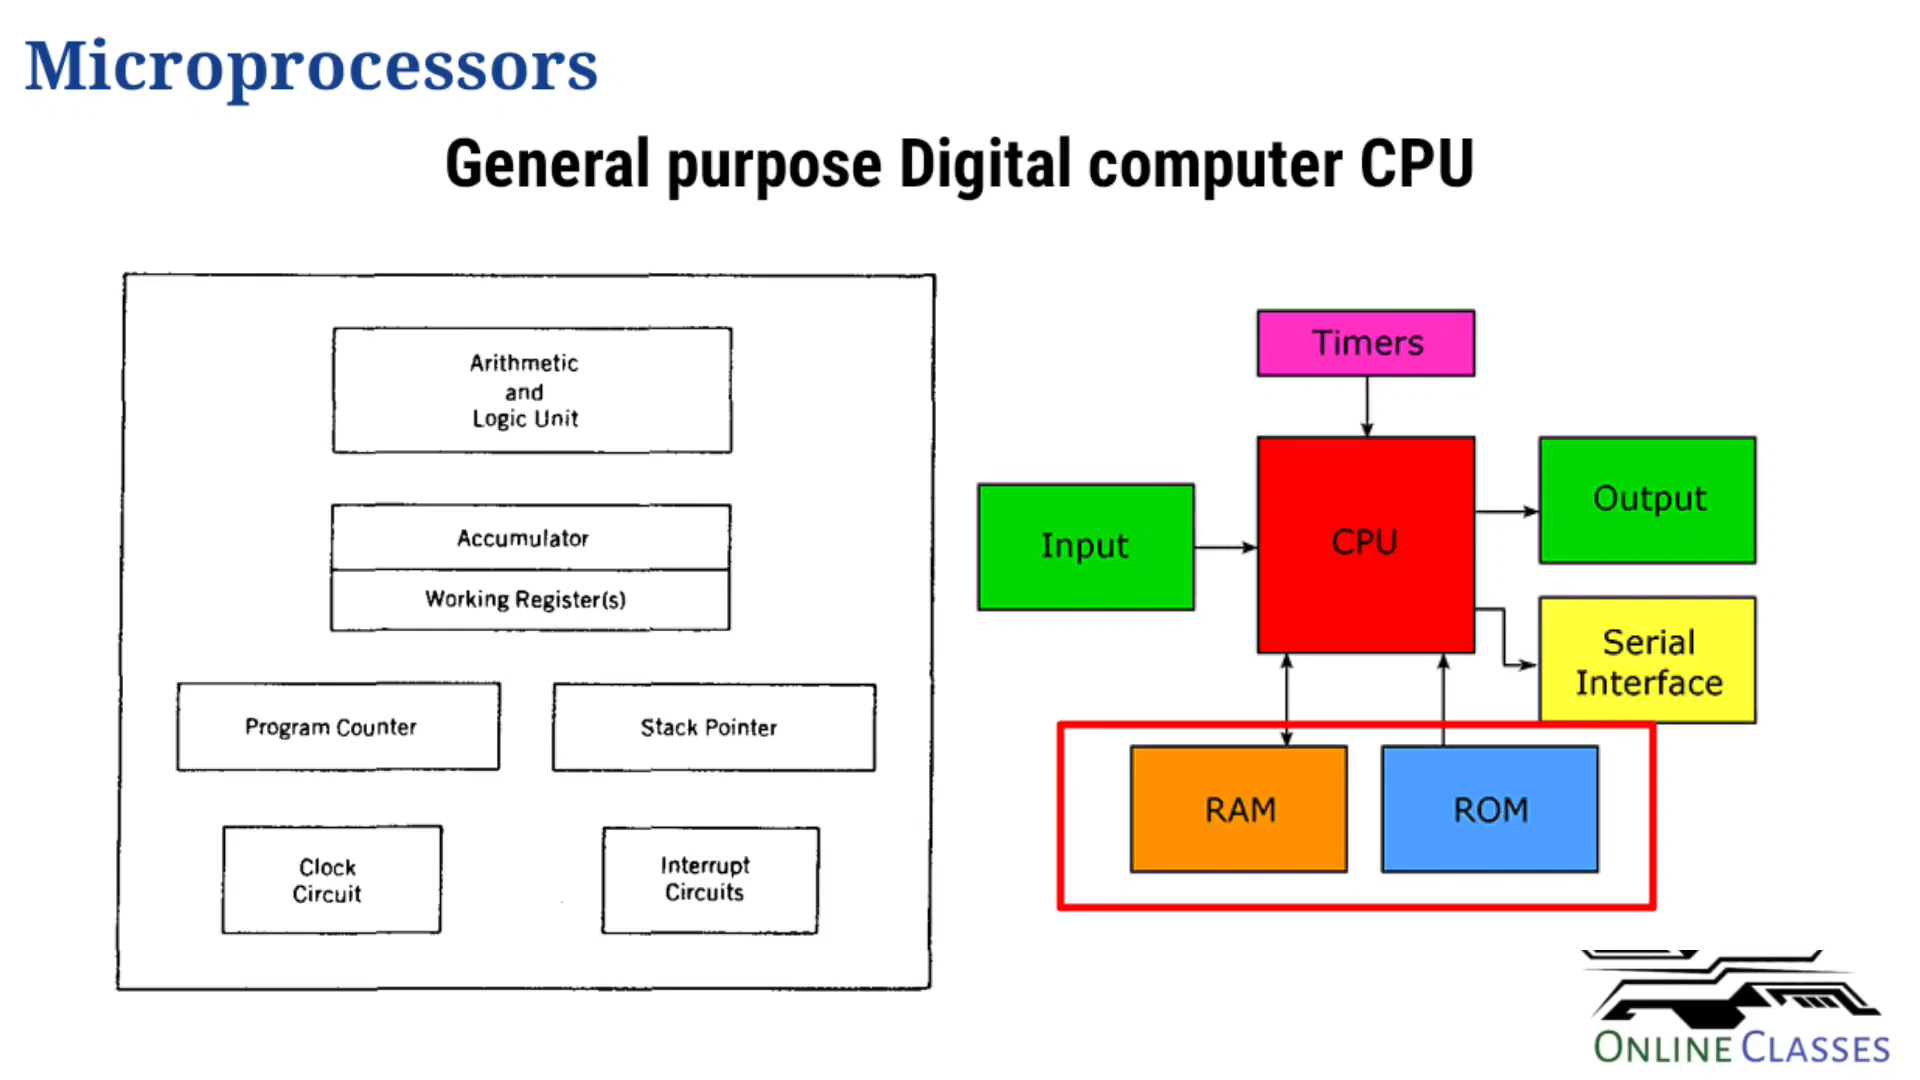 Microprocessors
General purpose Digital computer CPU
Arithmetic
and
Logic Unit
Accumulator
Working Register(s)
Program Counter
Stack Pointer
Clock
Circuit
Interrupt
Circuits
Timers
Input
CPU
Output
Serial
Interface
RAM
ROM
ONLINE CLASSES